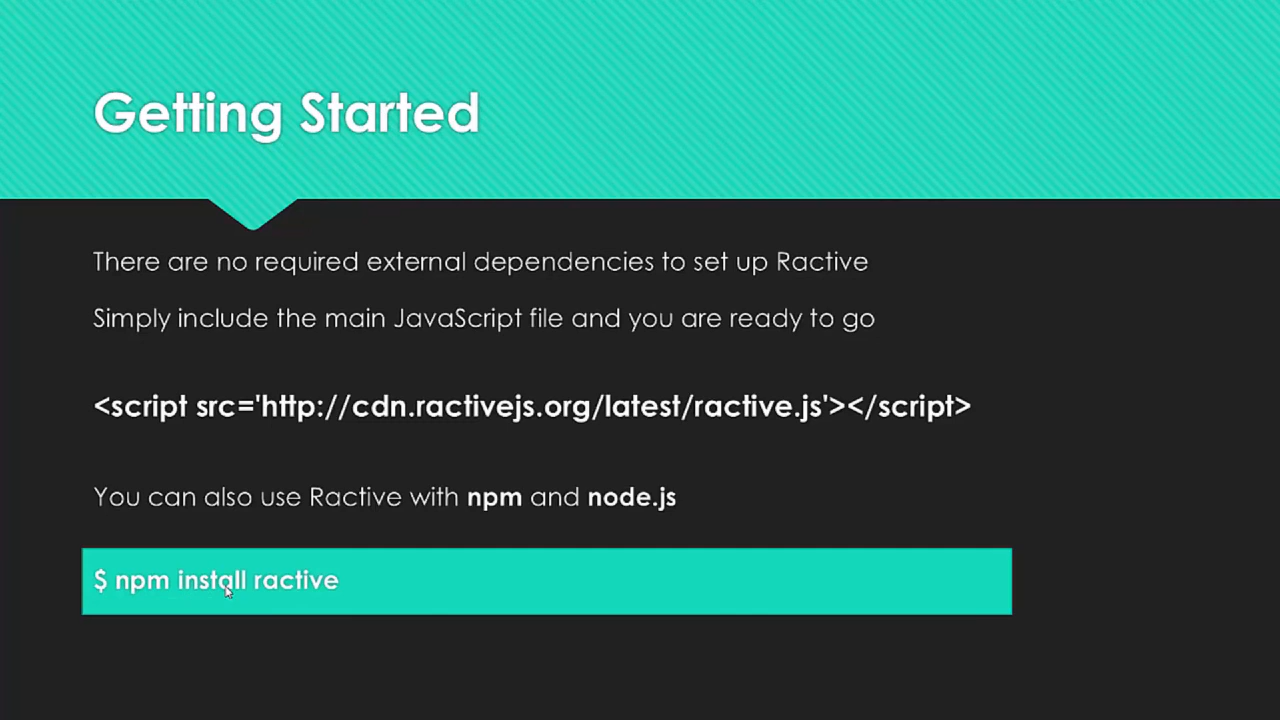 Getting Started
There are no required external dependencies to set up Ractive
Simply include the main JavaScript file and you are ready to go
<script src='http://cdn.ractivejs.org/latest/ractive.js'></script>
You can also use Ractive with npm and node.js
$ npm install ractive